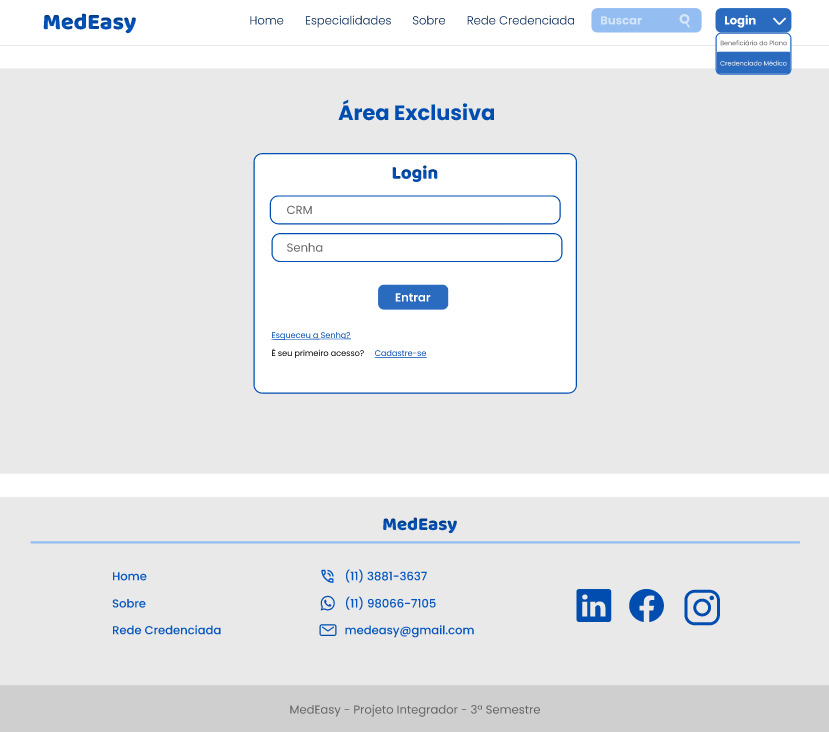 MedEasy Home Especialidades Sobre Rede Credenciada Buscar Login
Beneficiário do Plano
Credenciado Médico
Área Exclusiva
Login
CRM
Senha
Entrar
Esqueceu a Senha?
É seu primeiro acesso? Cadastre-se
MedEasy
Home (11) 3881-3637
Sobre (11) 98066-7105
Rede Credenciada medeasy@gmail.com
MedEasy - Projeto Integrador - 3º Semestre